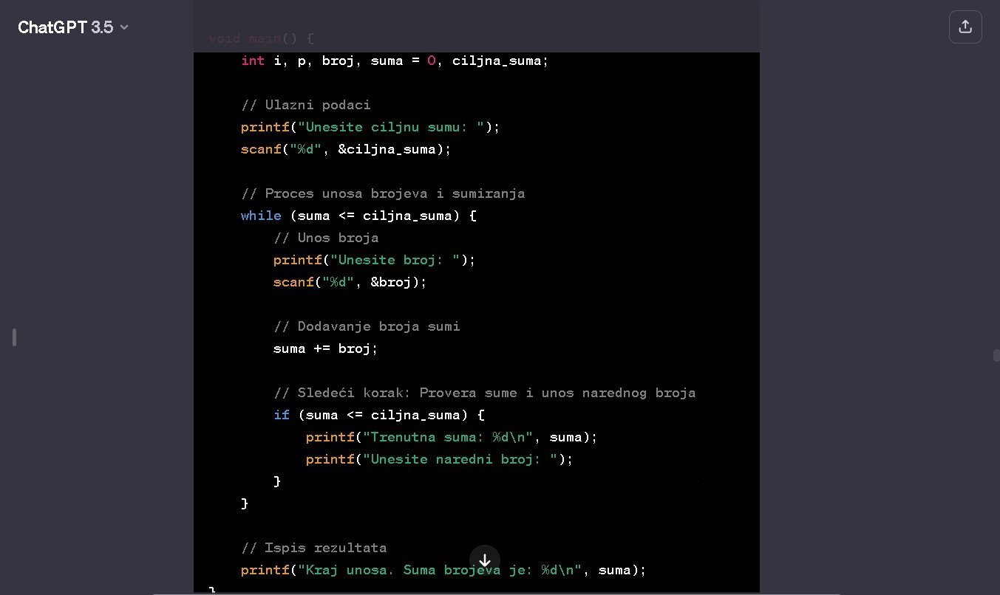 ChatGPT 3.5
void main() {
int i, p, broj, suma = 0, ciljna_suma;
// Ulazni podaci
printf("Unesite ciljnu sumu: ");
scanf("%d", &ciljna_suma);
// Proces unosa brojeva i sumiranja
while (suma <= ciljna_suma) {
// Unos broja
printf("Unesite broj: ");
scanf("%d", &broj);
// Dodavanje broja sumi
suma += broj;
// Sledeći korak: Provera sume i unos narednog broja
if (suma <= ciljna_suma) {
printf("Trenutna suma: %d\n", suma);
printf("Unesite naredni broj: ");
}
}
// Ispis rezultata
printf("Kraj unosa. Suma brojeva je: %d\n", suma);
}